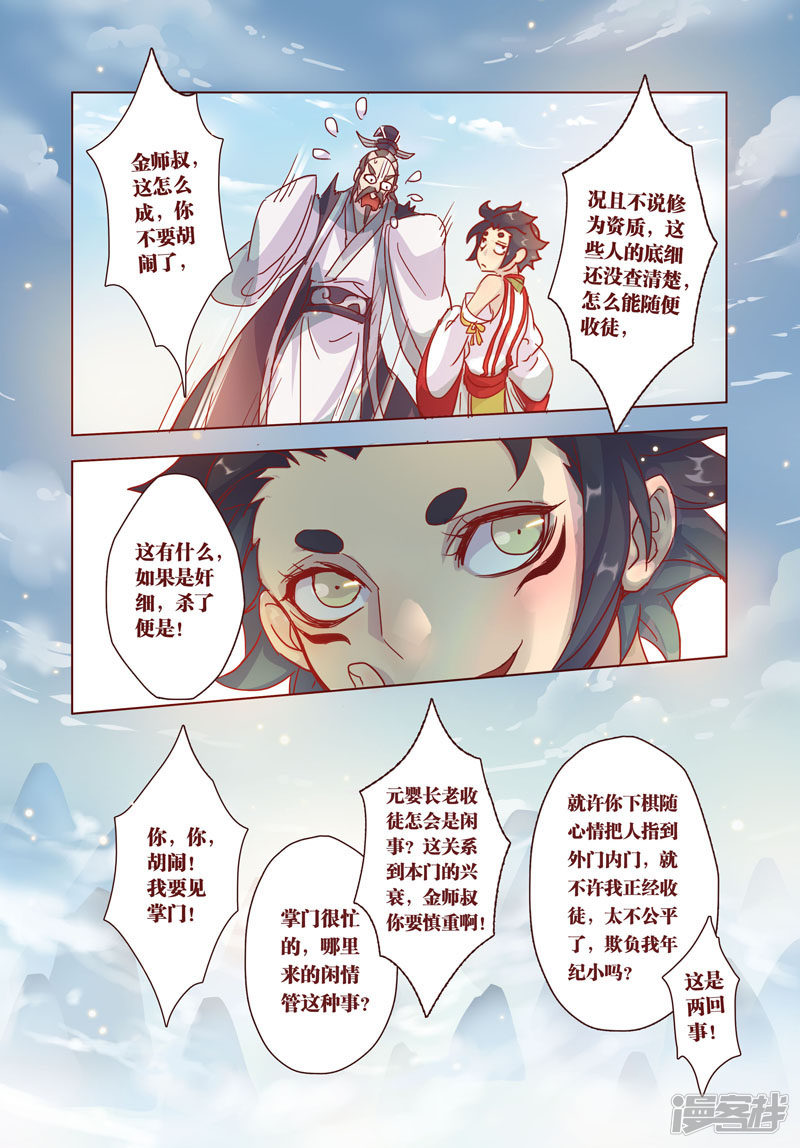 金师叔，
这怎么
成，你
不要胡
闹了，
况且不说修
为资质，这
些人的底细
还没查清楚，
怎么能随便
收徒，
这有什么，
如果是奸
细，杀了
便是！
你，你，
胡闹！
我要见
掌门！
掌门很忙
的，哪里
来的闲情
管这种事？
元婴长老收
徒怎会是闲
事？这关系
到本门的兴
衰，金师叔
你要慎重啊！
就许你下棋随
心情把人指到
外门内门，就
不许我正经收
徒，太不公平
了，欺负我年
纪小吗？
这是
两回
事！
漫客栈